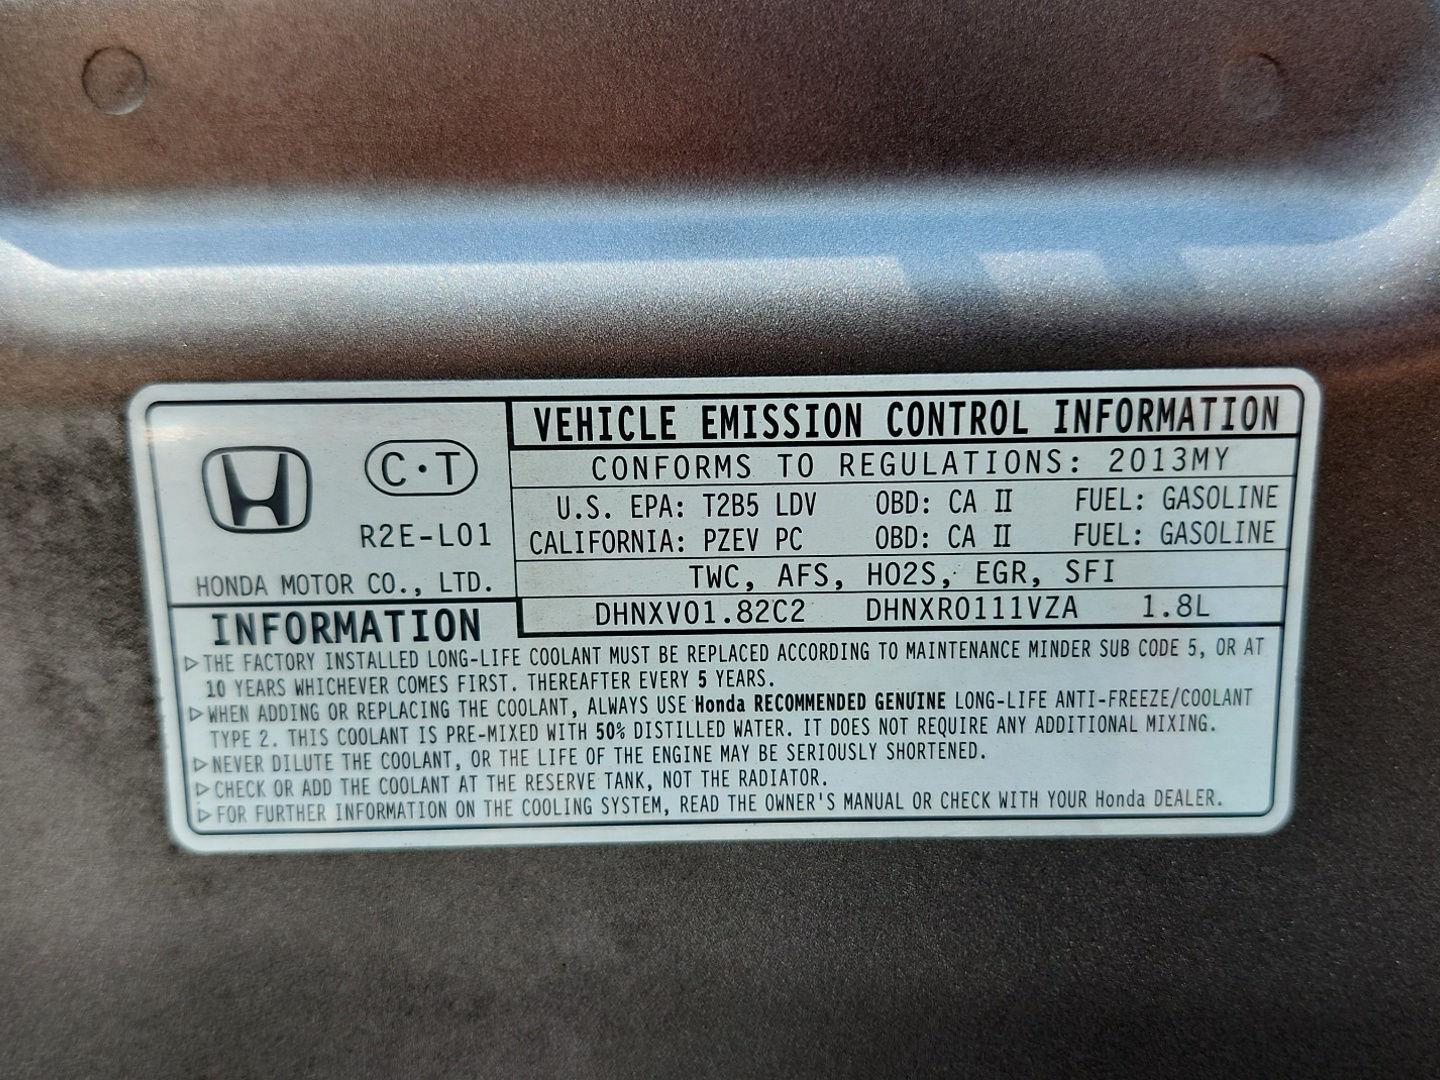 C·T
R2E-L01
HONDA MOTOR CO., LTD.
VEHICLE EMISSION CONTROL INFORMATION
CONFORMS TO REGULATIONS: 2013MY
U.S. EPA: T2B5 LDV OBD: CA II FUEL: GASOLINE
CALIFORNIA: PZEV PC OBD: CA II FUEL: GASOLINE
TWC, AFS, HO2S, EGR, SFI
DHNXV01.82C2 DHNXR0111VZA 1.8L
INFORMATION
▷THE FACTORY INSTALLED LONG-LIFE COOLANT MUST BE REPLACED ACCORDING TO MAINTENANCE MINDER SUB CODE 5, OR AT
10 YEARS WHICHEVER COMES FIRST. THEREAFTER EVERY 5 YEARS.
▷WHEN ADDING OR REPLACING THE COOLANT, ALWAYS USE Honda RECOMMENDED GENUINE LONG-LIFE ANTI-FREEZE/COOLANT
TYPE 2. THIS COOLANT IS PRE-MIXED WITH 50% DISTILLED WATER. IT DOES NOT REQUIRE ANY ADDITIONAL MIXING.
▷NEVER DILUTE THE COOLANT, OR THE LIFE OF THE ENGINE MAY BE SERIOUSLY SHORTENED.
▷CHECK OR ADD THE COOLANT AT THE RESERVE TANK, NOT THE RADIATOR.
▷FOR FURTHER INFORMATION ON THE COOLING SYSTEM, READ THE OWNER'S MANUAL OR CHECK WITH YOUR Honda DEALER.